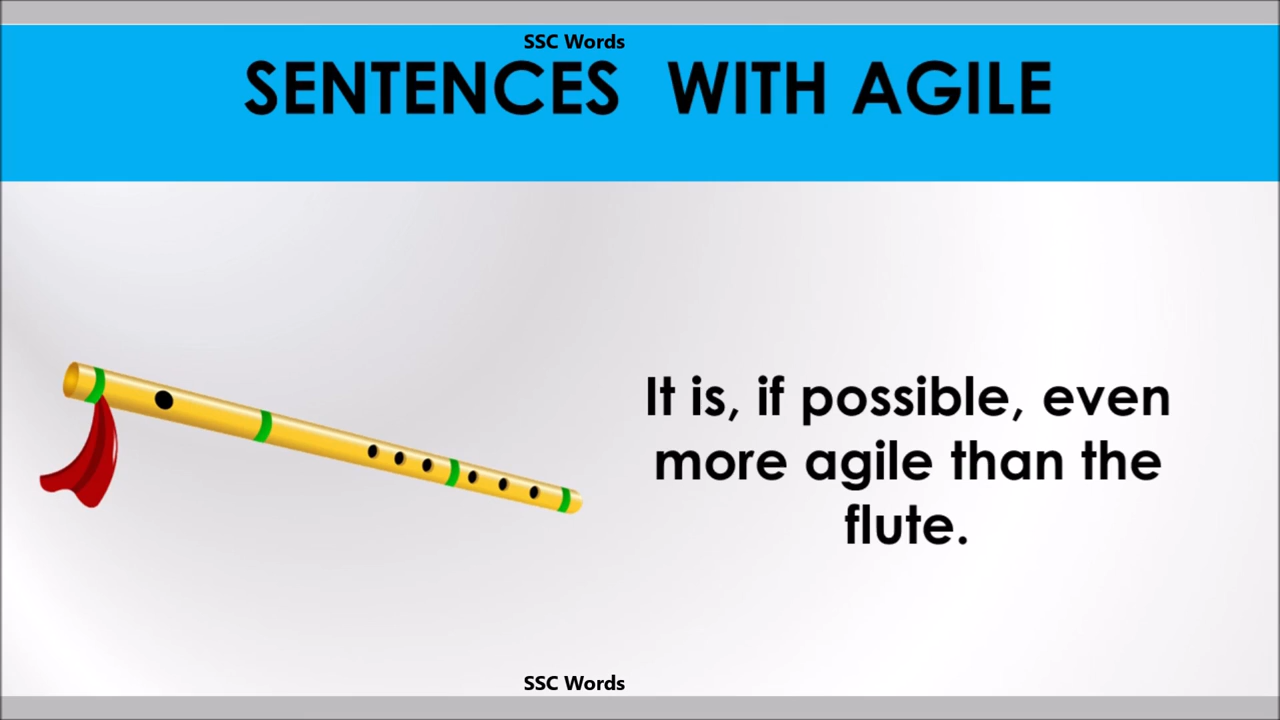 SSC Words
SENTENCES WITH AGILE
It is, if possible, even
more agile than the
flute.
SSC Words